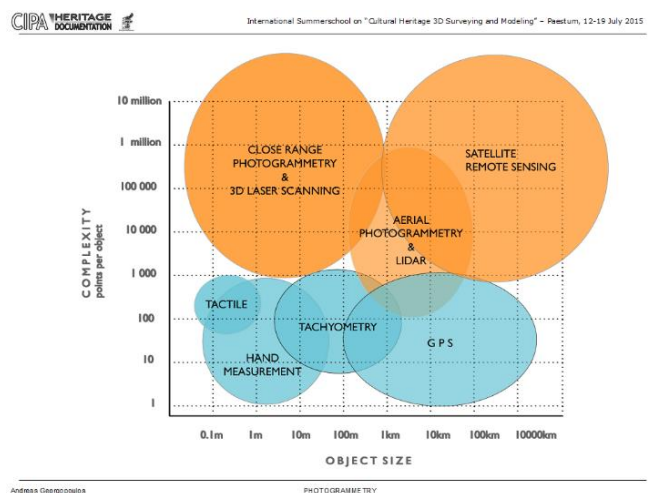 CIPA HERITAGE
DOCUMENTATION
International Summerschool on "Cultural Heritage 3D Surveying and Modeling" – Paestum, 12-19 July 2015
10 million
1 million
100 000
10 000
1 000
100
10
1
COMPLEXITY
points per object
CLOSE RANGE
PHOTOGRAMMETRY
&
3D LASER SCANNING
SATELLITE
REMOTE SENSING
AERIAL
PHOTOGRAMMETRY
&
LIDAR
TACTILE
TACHYOMETRY
GPS
HAND
MEASUREMENT
0.1m 1m 10m 100m 1km 10km 100km 10000km
OBJECT SIZE
Andreas Georgopoulos
PHOTOGRAMMETRY